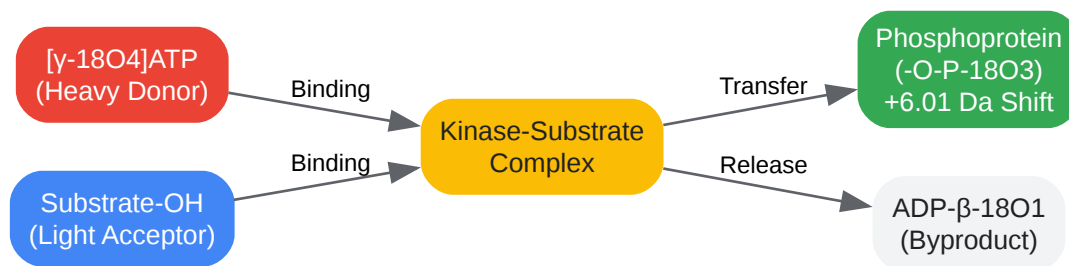 [γ-18O4]ATP
(Heavy Donor)
Substrate-OH
(Light Acceptor)
Binding
Binding
Kinase-Substrate
Complex
Transfer
Release
Phosphoprotein
(-O-P-18O3)
+6.01 Da Shift
ADP-β-18O1
(Byproduct)